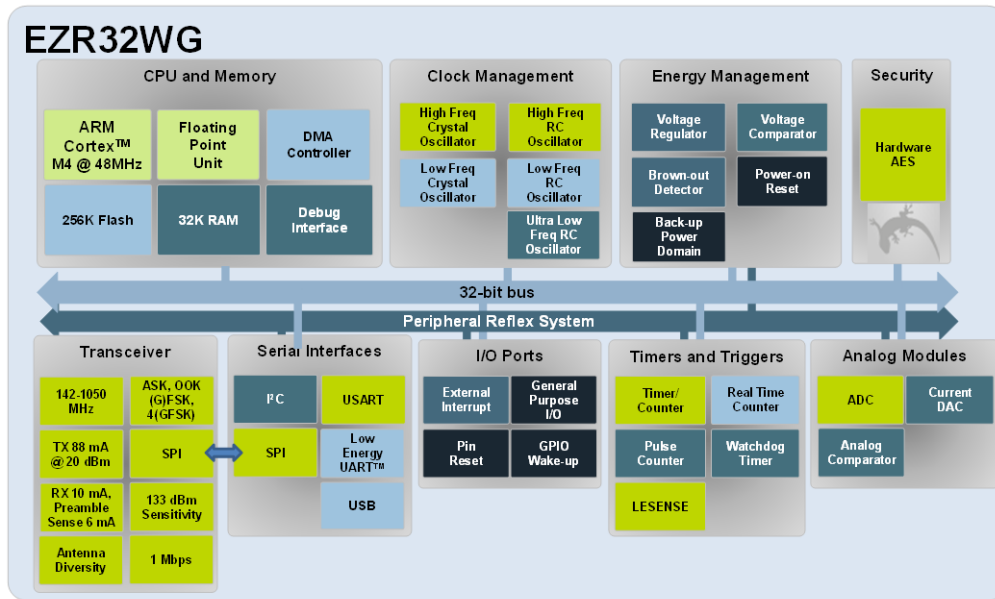 EZR32WG
CPU and Memory
ARM
Cortex™
M4 @ 48MHz
Floating
Point
Unit
DMA
Controller
256K Flash
32K RAM
Debug
Interface
Clock Management
High Freq
Crystal
Oscillator
High Freq
RC
Oscillator
Low Freq
Crystal
Oscillator
Low Freq
RC
Oscillator
Ultra Low
Freq RC
Oscillator
Energy Management
Voltage
Regulator
Voltage
Comparator
Brown-out
Detector
Power-on
Reset
Back-up
Power
Domain
Security
Hardware
AES
32-bit bus
Peripheral Reflex System
Transceiver
142-1050
MHz
ASK, OOK
(G)FSK,
4(GFSK)
TX 88 mA
@ 20 dBm
SPI
RX 10 mA,
Preamble
Sense 6 mA
133 dBm
Sensitivity
Antenna
Diversity
1 Mbps
Serial Interfaces
I²C
USART
SPI
Low
Energy
UART™
USB
I/O Ports
External
Interrupt
General
Purpose
I/O
Pin
Reset
GPIO
Wake-up
Timers and Triggers
Timer/
Counter
Real Time
Counter
Pulse
Counter
Watchdog
Timer
LESENSE
Analog Modules
ADC
Current
DAC
Analog
Comparator